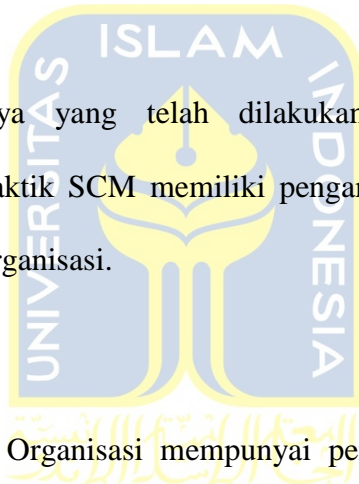 ISLAM
UNIVERSITAS
INDONESIA
ya yang telah dilakukan
aktik SCM memiliki pengar
rganisasi.
Organisasi mempunyai pe